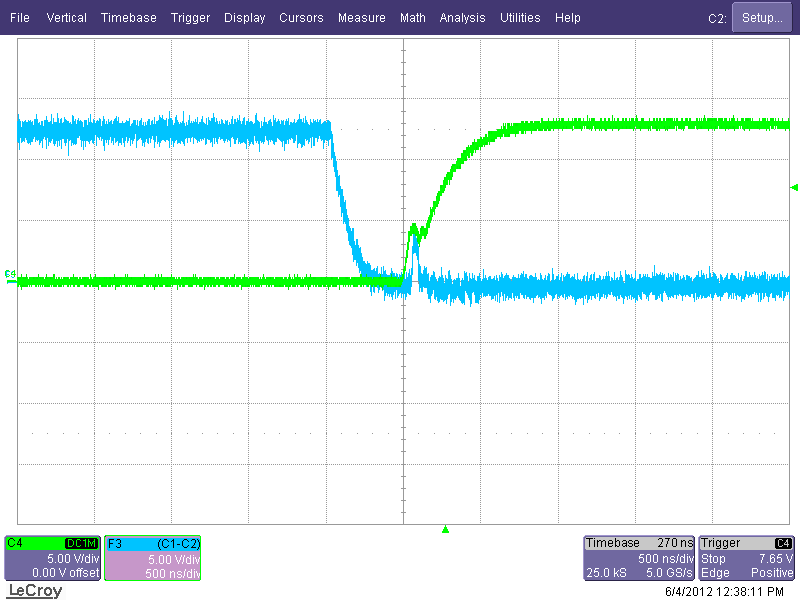 File Vertical Timebase Trigger Display Cursors Measure Math Analysis Utilities Help C2: Setup...
C4
C4 DC1M
5.00 V/div
0.00 V offset
F3 (C1-C2)
5.00 V/div
500 ns/div
Timebase 270 ns
500 ns/div
25.0 kS 5.0 GS/s
Trigger C4
Stop 7.65 V
Edge Positive
LeCroy
6/4/2012 12:38:11 PM